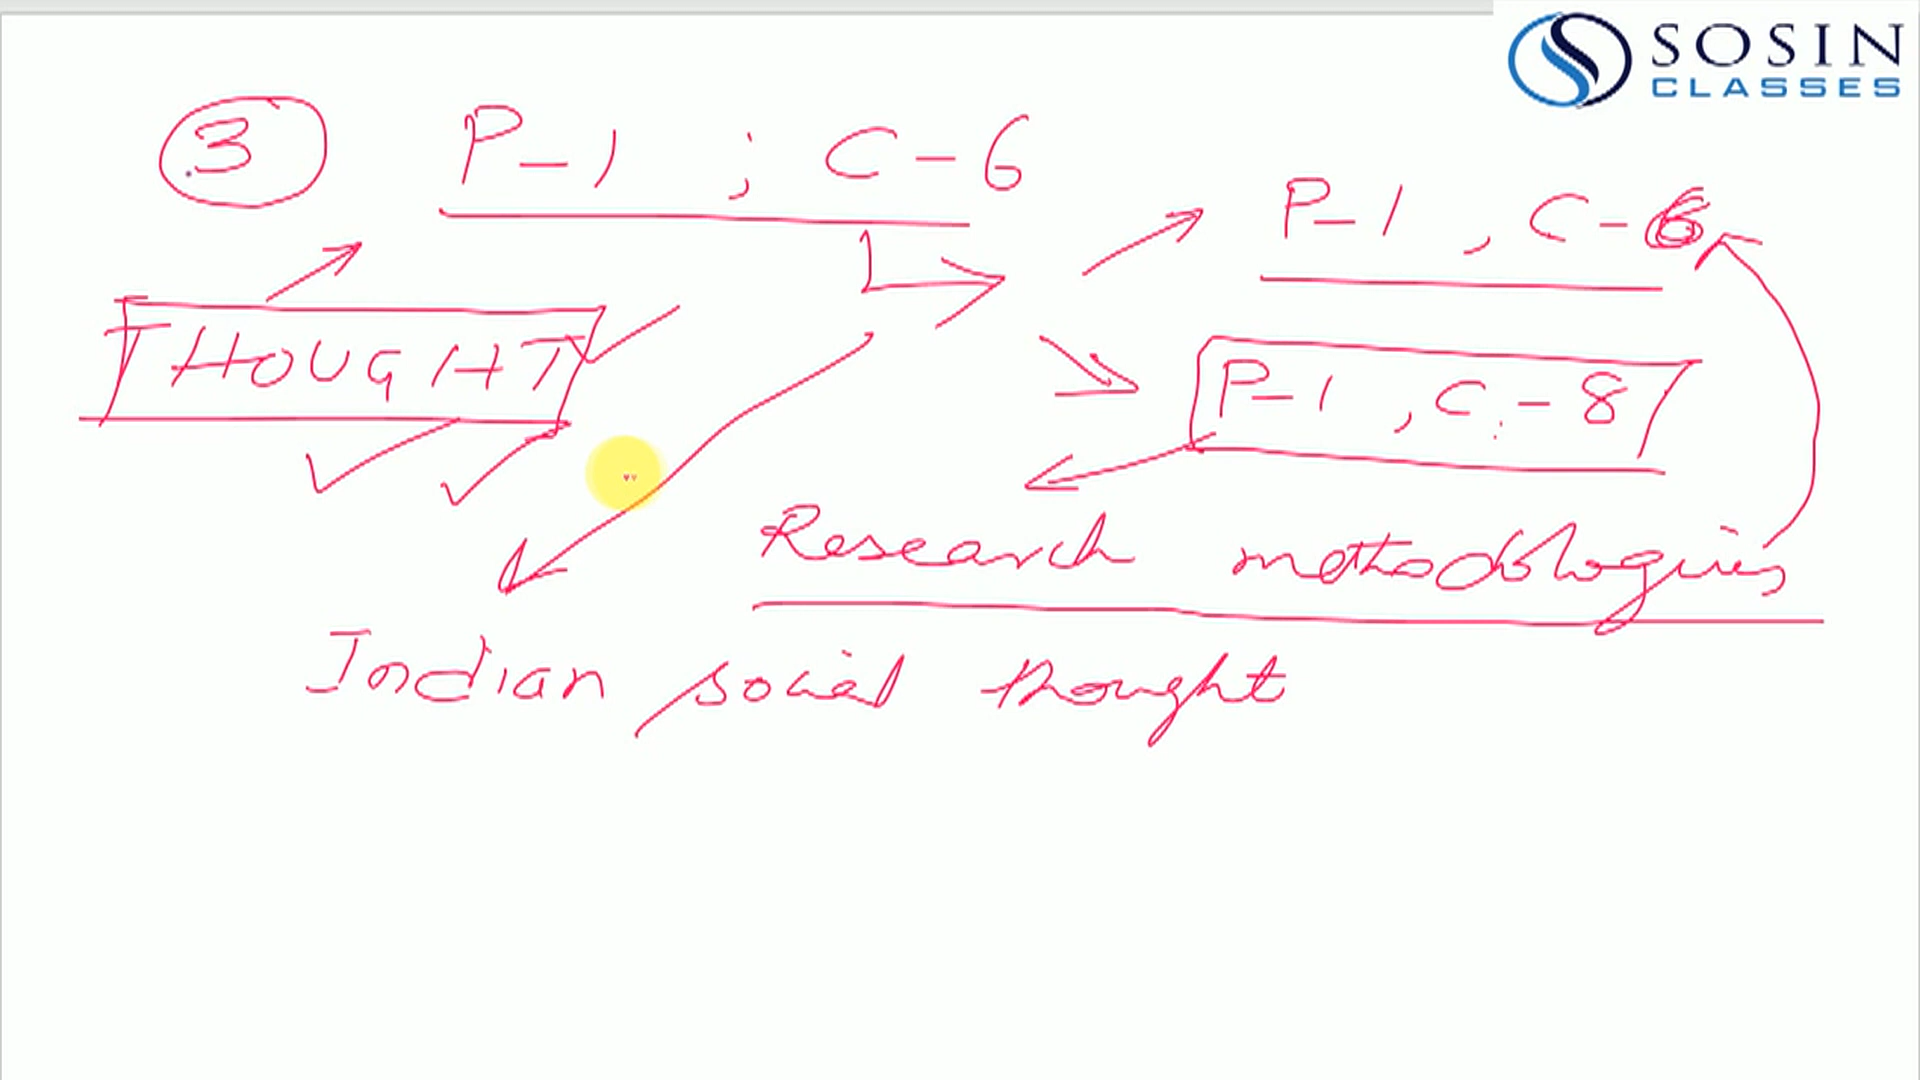 SOSIN
CLASSES
3 P-1 ; C-6
P-1 , C-6
THOUGHT
P-1 , C-8
Research methodologies
Indian social thought